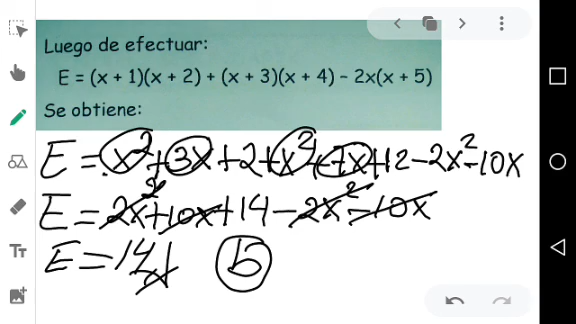 Luego de efectuar:
E = (x + 1)(x + 2) + (x + 3)(x + 4) – 2x(x + 5)
Se obtiene:
E = x² + 3x + 2 + x² + 7x + 12 – 2x² – 10x
E = 2x² + 10x + 14 – 2x² – 10x
E = 14
b
Tt